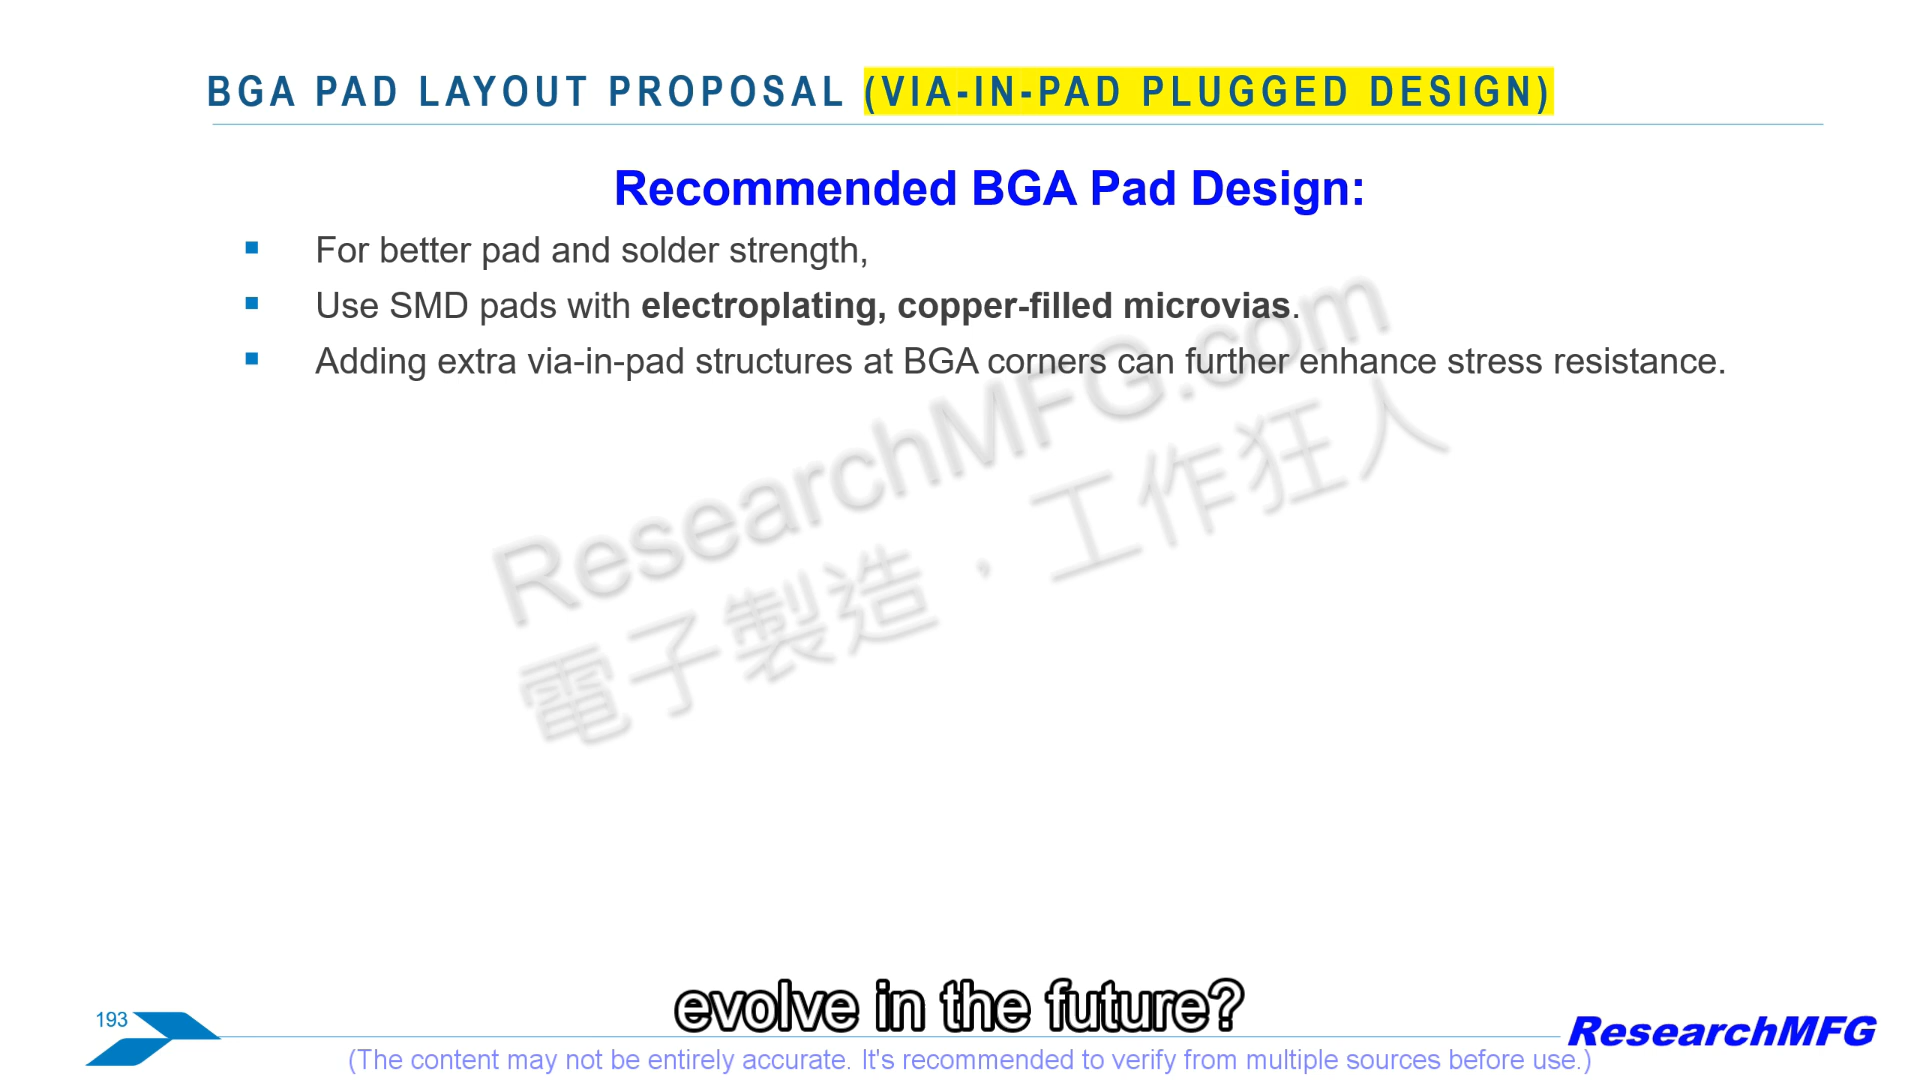 BGA PAD LAYOUT PROPOSAL (VIA-IN-PAD PLUGGED DESIGN)
Recommended BGA Pad Design:
▪ For better pad and solder strength,
▪ Use SMD pads with electroplating, copper-filled microvias.
▪ Adding extra via-in-pad structures at BGA corners can further enhance stress resistance.
ResearchMFG.com
電子製造，工作狂人
evolve in the future?
193
ResearchMFG
(The content may not be entirely accurate. It's recommended to verify from multiple sources before use.)